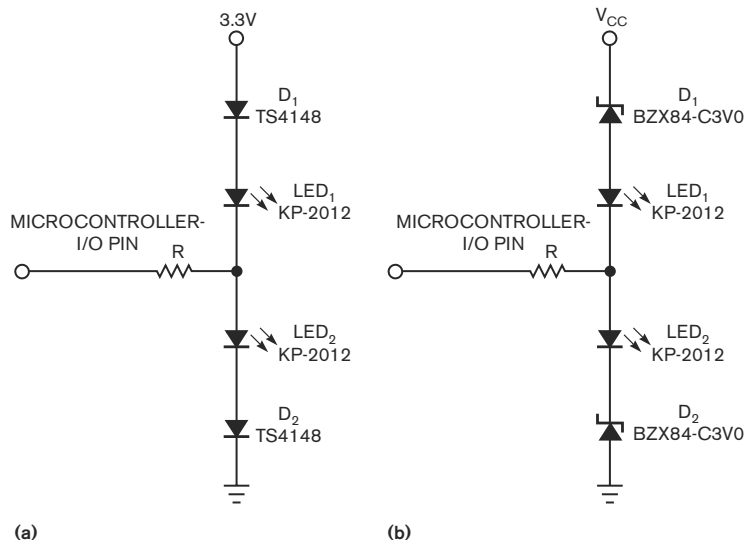 3.3V
D1
TS4148
LED1
KP-2012
MICROCONTROLLER-
I/O PIN
R
LED2
KP-2012
D2
TS4148
(a)
VCC
D1
BZX84-C3V0
LED1
KP-2012
MICROCONTROLLER-
I/O PIN
R
LED2
KP-2012
D2
BZX84-C3V0
(b)